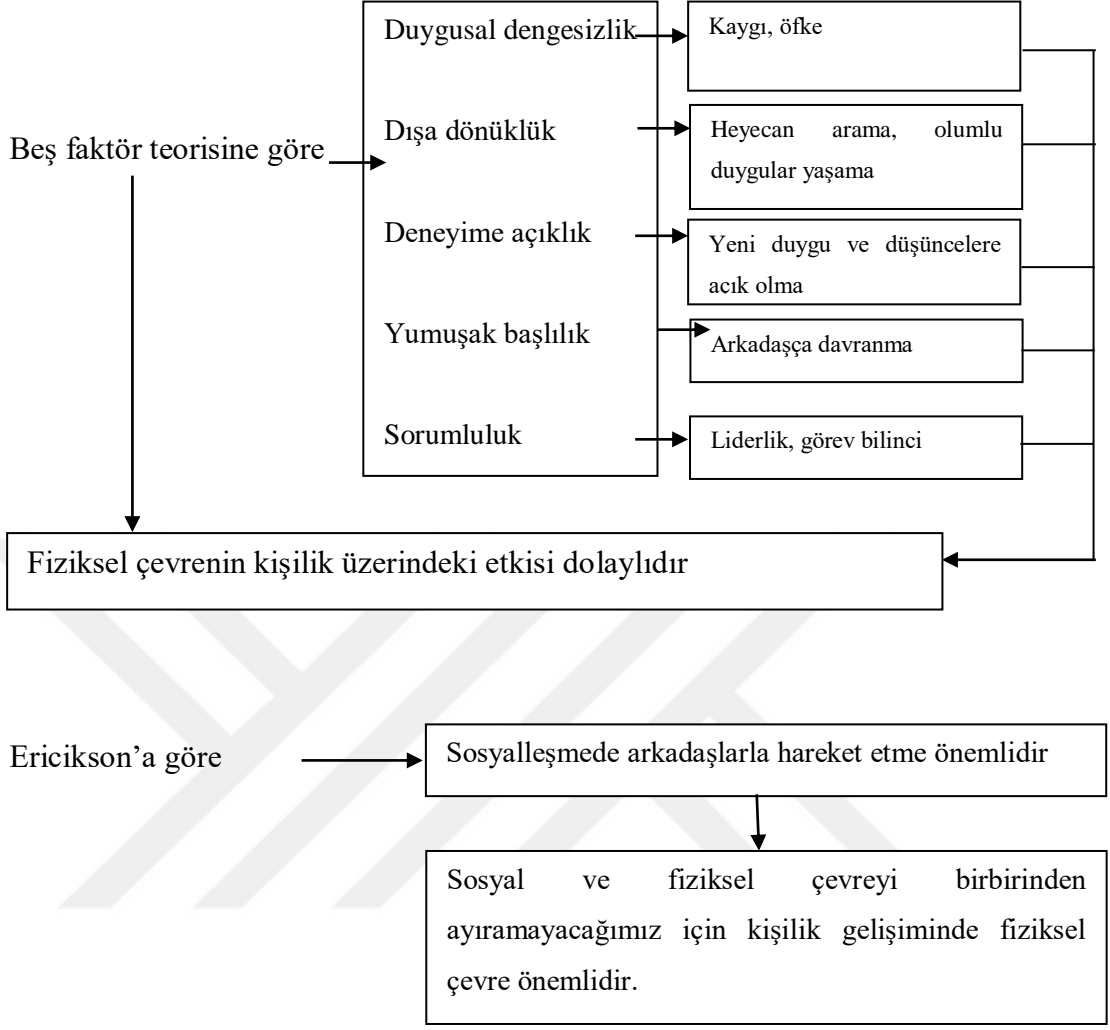 Duygusal dengesizlik
Kaygı, öfke
Dışa dönüklük
Heyecan arama, olumlu
duygular yaşama
Beş faktör teorisine göre
Deneyime açıklık
Yeni duygu ve düşüncelere
acık olma
Yumuşak başlılık
Arkadaşça davranma
Sorumluluk
Liderlik, görev bilinci
Fiziksel çevrenin kişilik üzerindeki etkisi dolaylıdır
Ericikson’a göre
Sosyalleşmede arkadaşlarla hareket etme önemlidir
Sosyal ve fiziksel çevreyi birbirinden
ayıramayacağımız için kişilik gelişiminde fiziksel
çevre önemlidir.